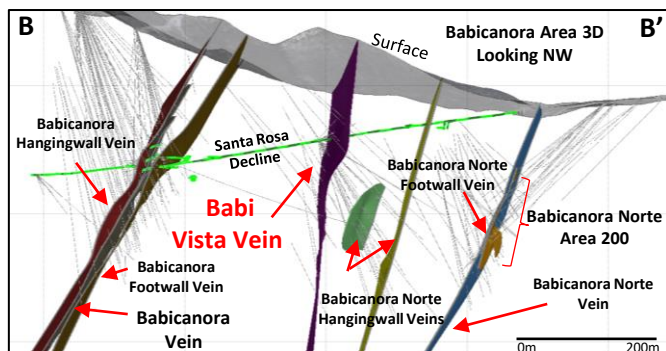 B
Surface
Babicanora Area 3D
Looking NW
B'
Babicanora
Hangingwall Vein
Santa Rosa
Decline
Babicanora Norte
Footwall Vein
Babi
Vista Vein
Babicanora Norte
Area 200
Babicanora
Footwall Vein
Babicanora Norte
Hangingwall Veins
Babicanora Norte
Vein
Babicanora
Vein
0m
200m